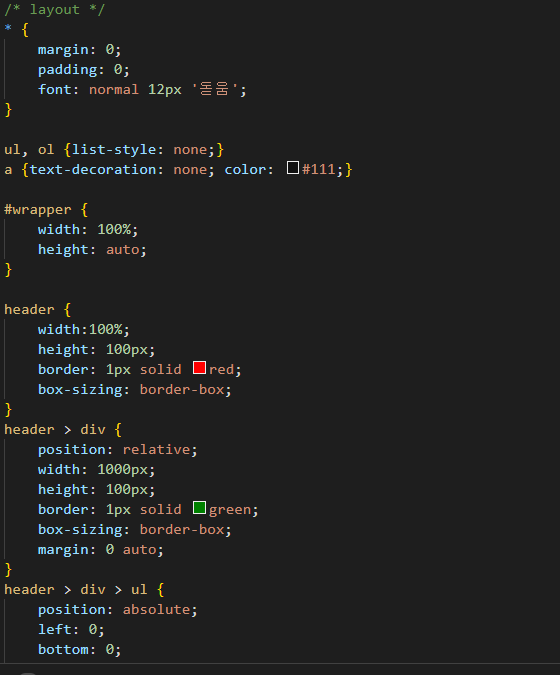 /* layout */
* {
    margin: 0;
    padding: 0;
    font: normal 12px '돋움';
}

ul, ol {list-style: none;}
a {text-decoration: none; color: #111;}

#wrapper {
    width: 100%;
    height: auto;
}

header {
    width:100%;
    height: 100px;
    border: 1px solid red;
    box-sizing: border-box;
}
header > div {
    position: relative;
    width: 1000px;
    height: 100px;
    border: 1px solid green;
    box-sizing: border-box;
    margin: 0 auto;
}
header > div > ul {
    position: absolute;
    left: 0;
    bottom: 0;